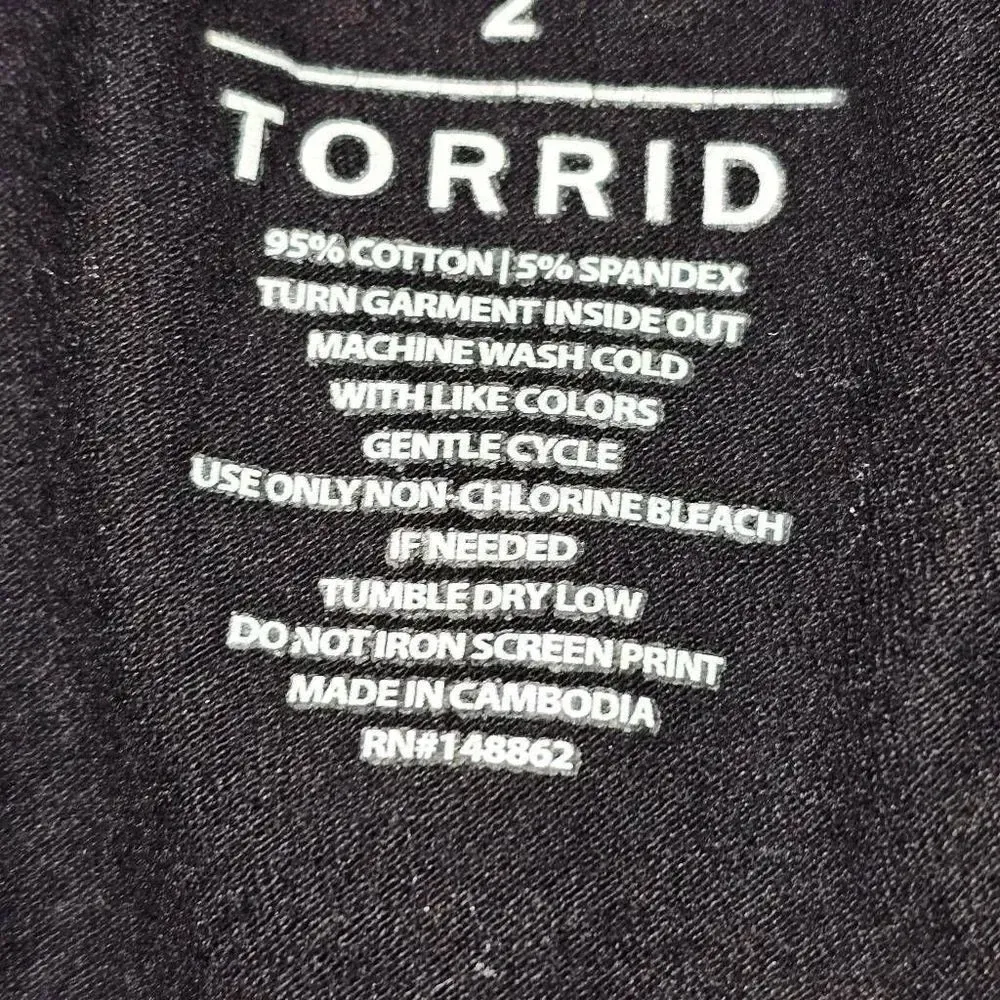 2
TORRID
95% COTTON | 5% SPANDEX
TURN GARMENT INSIDE OUT
MACHINE WASH COLD
WITH LIKE COLORS
GENTLE CYCLE
USE ONLY NON-CHLORINE BLEACH
IF NEEDED
TUMBLE DRY LOW
DO NOT IRON SCREEN PRINT
MADE IN CAMBODIA
RN#148862